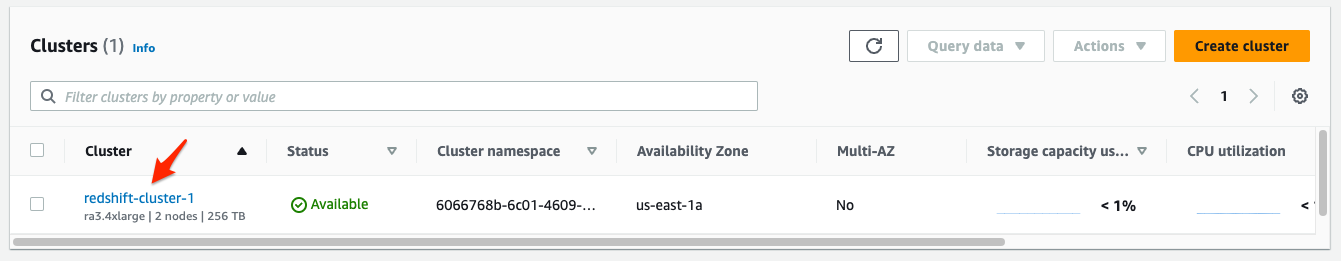 Clusters (1) Info
Query data
Actions
Create cluster
Filter clusters by property or value
1
Cluster Status Cluster namespace Availability Zone Multi-AZ Storage capacity us... CPU utilization
redshift-cluster-1 Available 6066768b-6c01-4609-... us-east-1a No < 1% <
ra3.4xlarge | 2 nodes | 256 TB